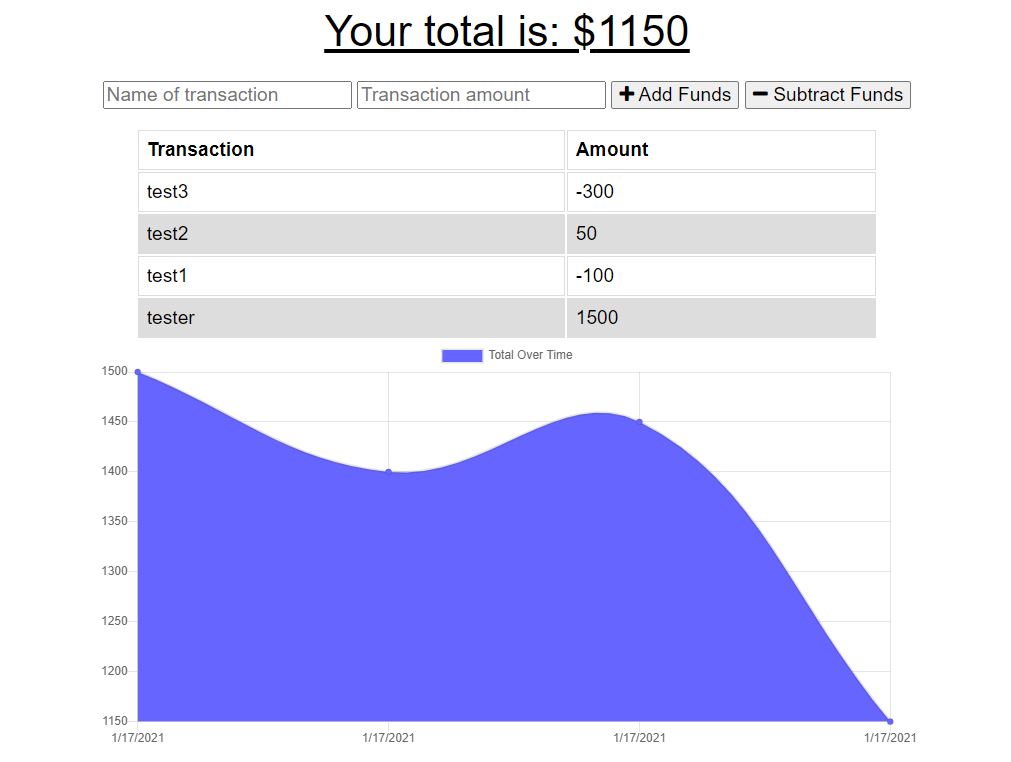 Your total is: $1150
Name of transaction Transaction amount Add Funds Subtract Funds
Transaction Amount
test3 -300
test2 50
test1 -100
tester 1500
Total Over Time
1500
1450
1400
1350
1300
1250
1200
1150
1/17/2021 1/17/2021 1/17/2021 1/17/2021